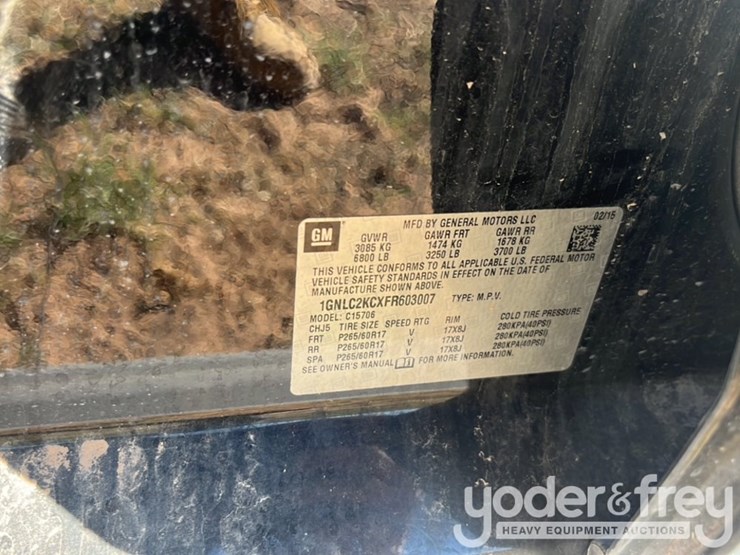 GM
MFD BY GENERAL MOTORS LLC 02/15
GVWR GAWR FRT GAWR RR
3085 KG 1474 KG 1678 KG
6800 LB 3250 LB 3700 LB
THIS VEHICLE CONFORMS TO ALL APPLICABLE U.S. FEDERAL MOTOR
VEHICLE SAFETY STANDARDS IN EFFECT ON THE DATE OF
MANUFACTURE SHOWN ABOVE.
1GNLC2KCXFR603007 TYPE: M.P.V.
MODEL: C15706
CHJ5 TIRE SIZE SPEED RTG RIM COLD TIRE PRESSURE
FRT P265/60R17 V 17X8J 280KPA(40PSI)
RR P265/60R17 V 17X8J 280KPA(40PSI)
SPA P265/60R17 V 17X8J 280KPA(40PSI)
SEE OWNER'S MANUAL FOR MORE INFORMATION.
yoder&frey
HEAVY EQUIPMENT AUCTIONS